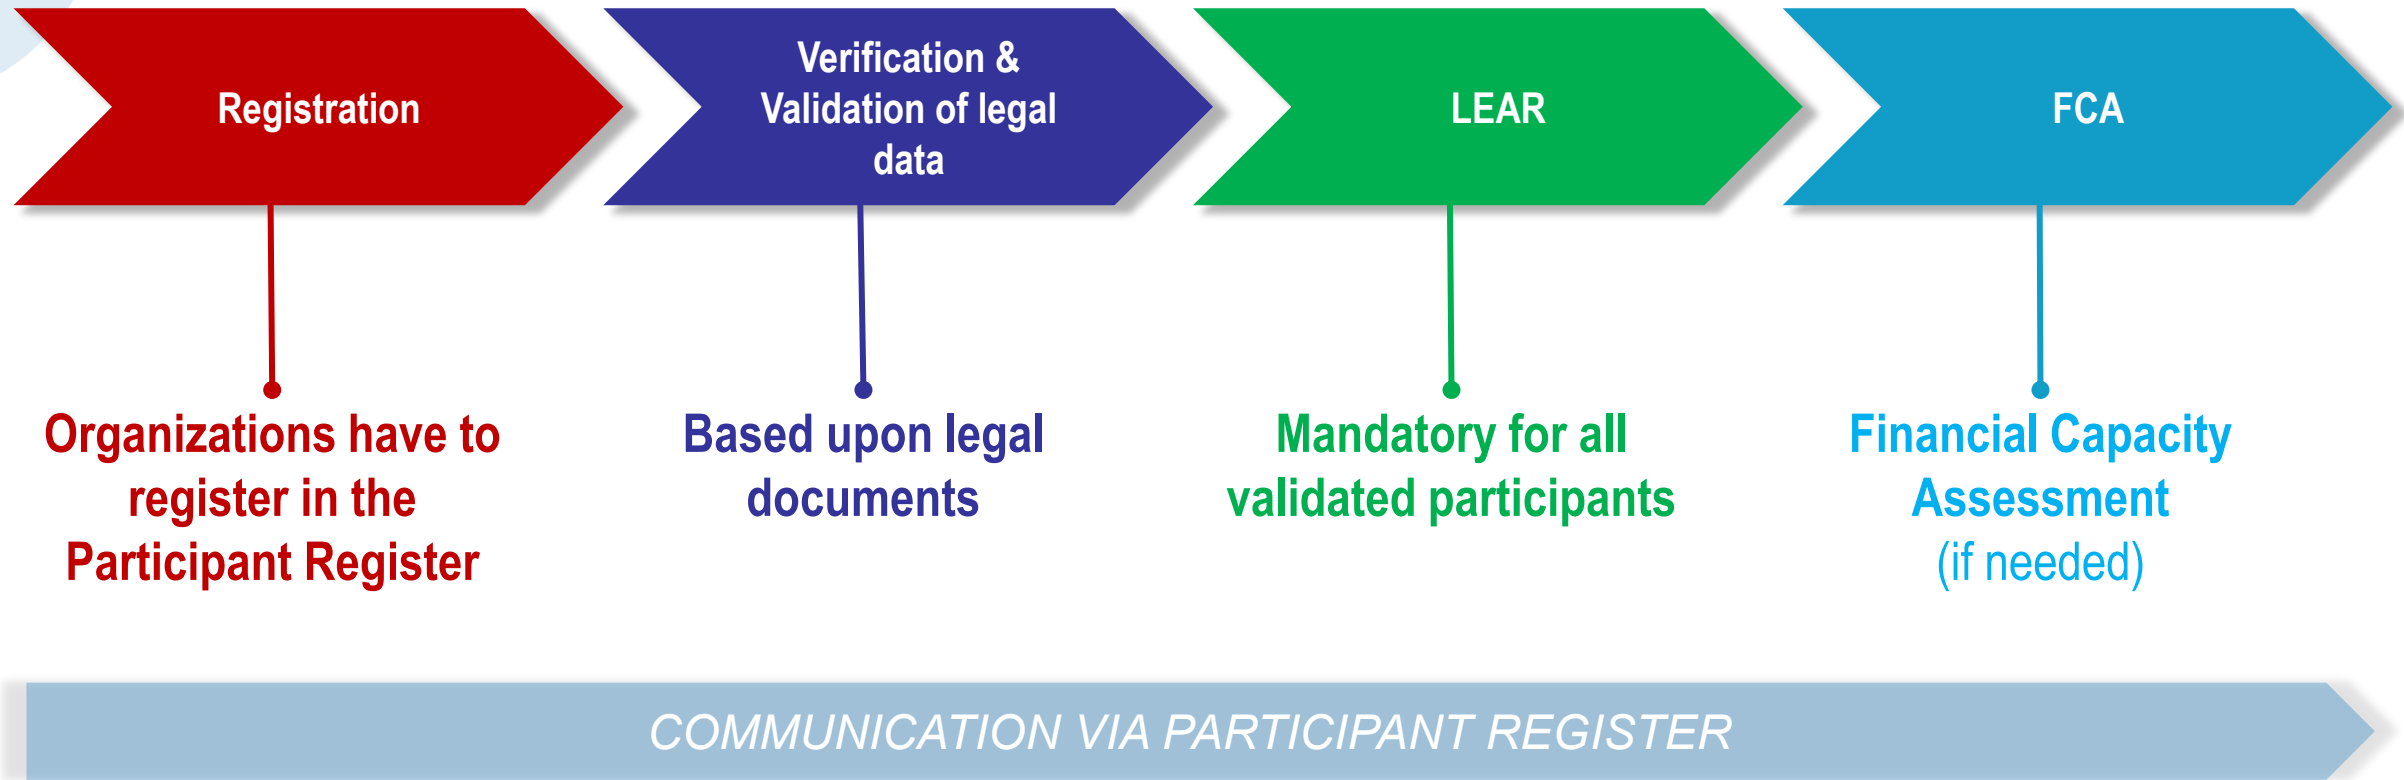 Registration
Verification &
Validation of legal
data
LEAR
FCA
Organizations have to
register in the
Participant Register
Based upon legal
documents
Mandatory for all
validated participants
Financial Capacity
Assessment
(if needed)
COMMUNICATION VIA PARTICIPANT REGISTER